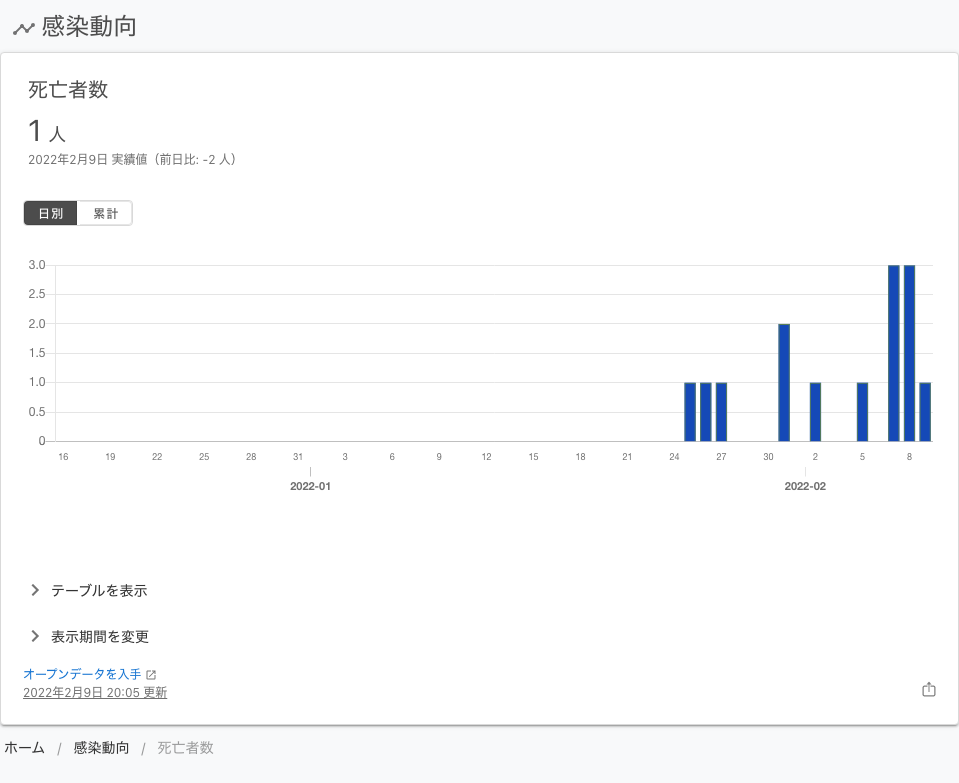 感染動向
死亡者数
1 人
2022年2月9日 実績値（前日比: -2 人）
日別 累計
3.0
2.5
2.0
1.5
1.0
0.5
0
16 19 22 25 28 31 3 6 9 12 15 18 21 24 27 30 2 5 8
2022-01 2022-02
テーブルを表示
表示期間を変更
オープンデータを入手
2022年2月9日 20:05 更新
ホーム / 感染動向 / 死亡者数